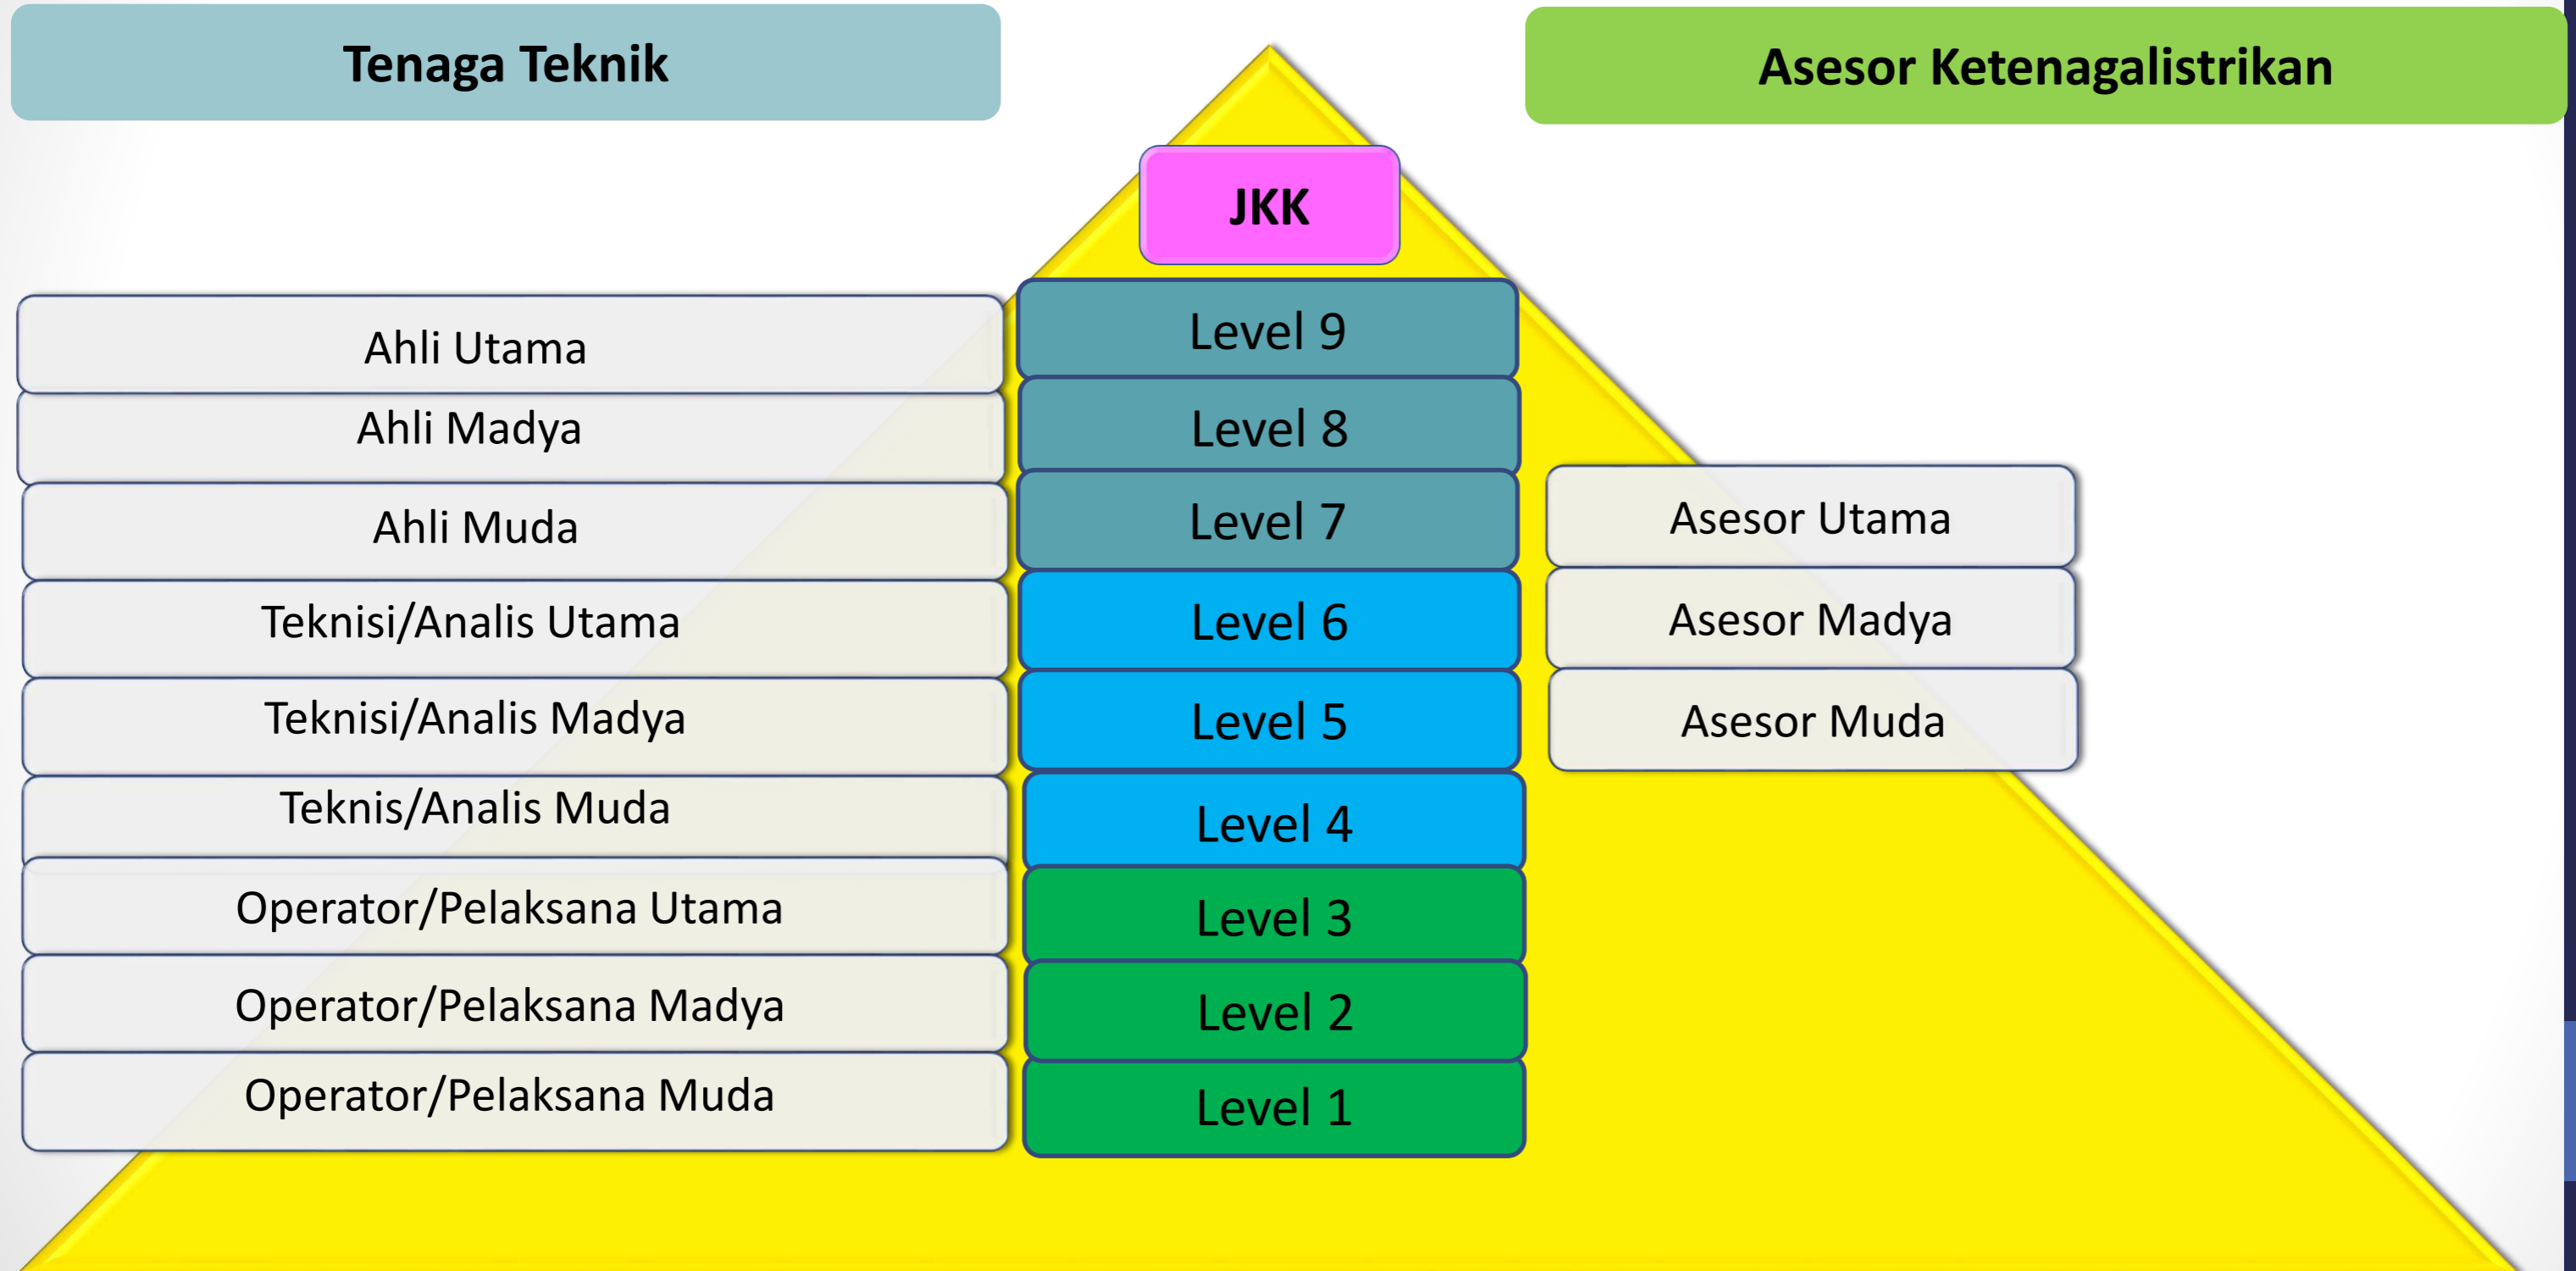 Tenaga Teknik
Asesor Ketenagalistrikan
JKK
Ahli Utama
Level 9
Ahli Madya
Level 8
Ahli Muda
Level 7
Asesor Utama
Teknisi/Analis Utama
Level 6
Asesor Madya
Teknisi/Analis Madya
Level 5
Asesor Muda
Teknis/Analis Muda
Level 4
Operator/Pelaksana Utama
Level 3
Operator/Pelaksana Madya
Level 2
Operator/Pelaksana Muda
Level 1